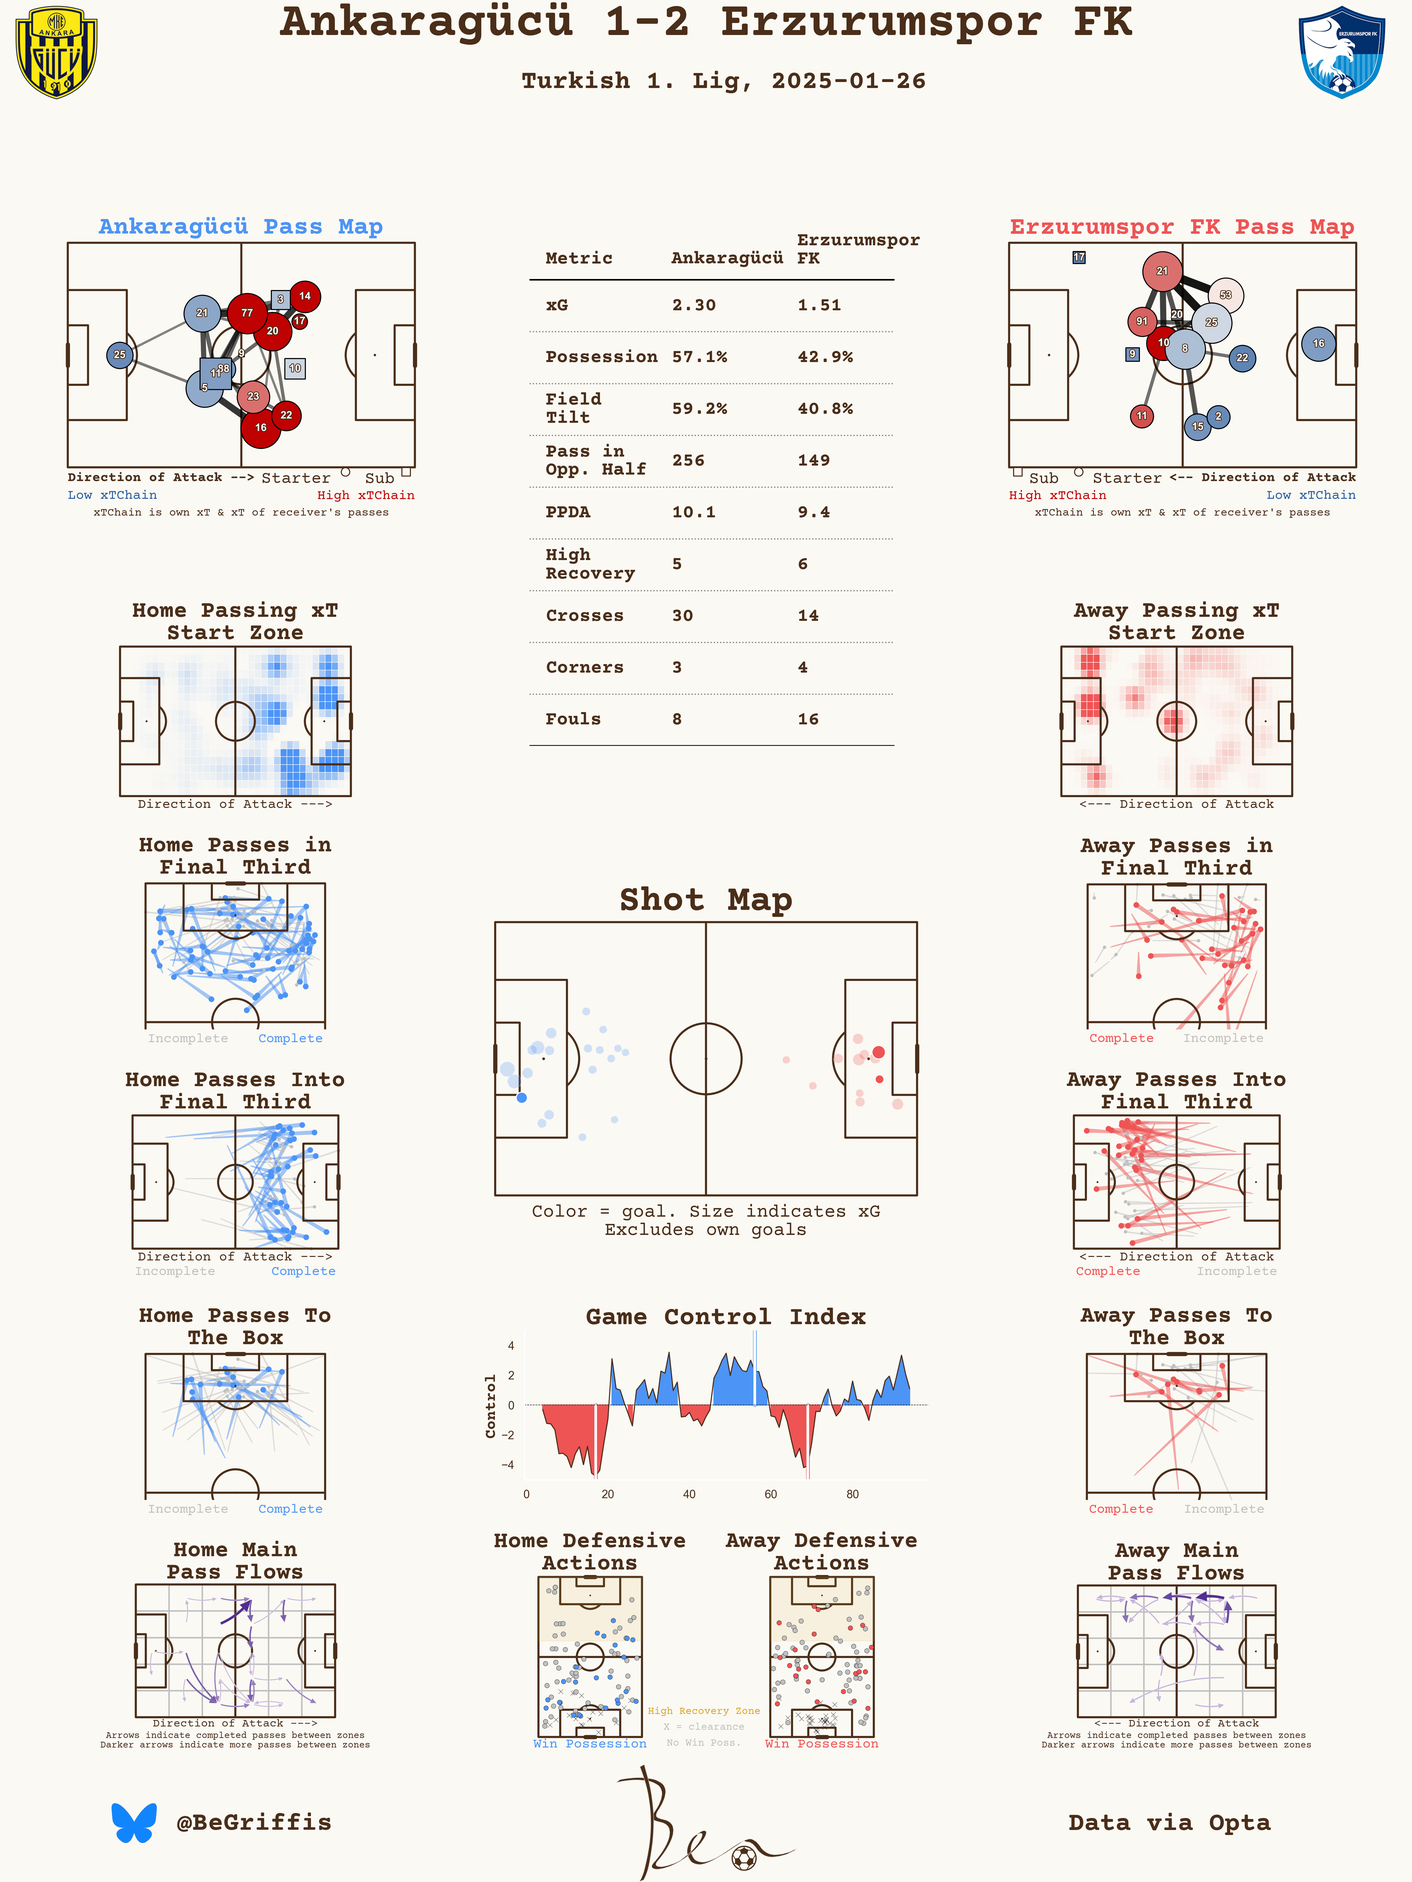 Ankaragücü 1-2 Erzurumspor FK
Turkish 1. Lig, 2025-01-26
MKE
ANKARA
GÜCÜ
1910
ERZURUMSPOR FK
Ankaragücü Pass Map
21
77
3
14
17
20
9
25
11
88
10
5
23
16
22
Direction of Attack --> Starter Sub
Low xTChain High xTChain
xTChain is own xT & xT of receiver's passes
Metric Ankaragücü Erzurumspor FK
xG 2.30 1.51
Possession 57.1% 42.9%
Field Tilt 59.2% 40.8%
Pass in Opp. Half 256 149
PPDA 10.1 9.4
High Recovery 5 6
Crosses 30 14
Corners 3 4
Fouls 8 16
Erzurumspor FK Pass Map
17
21
53
91
20
25
10
8
9
22
16
11
15
2
Sub Starter <-- Direction of Attack
High xTChain Low xTChain
xTChain is own xT & xT of receiver's passes
Home Passing xT
Start Zone
Direction of Attack --->
Away Passing xT
Start Zone
<--- Direction of Attack
Home Passes in
Final Third
Incomplete Complete
Away Passes in
Final Third
Complete Incomplete
Shot Map
Color = goal. Size indicates xG
Excludes own goals
Home Passes Into
Final Third
Direction of Attack --->
Incomplete Complete
Away Passes Into
Final Third
<--- Direction of Attack
Complete Incomplete
Home Passes To
The Box
Incomplete Complete
Game Control Index
Control
4
2
0
−2
−4
0 20 40 60 80
Away Passes To
The Box
Complete Incomplete
Home Main
Pass Flows
Direction of Attack --->
Arrows indicate completed passes between zones
Darker arrows indicate more passes between zones
Home Defensive
Actions
Win Possession
High Recovery Zone
X = clearance
No Win Poss.
Away Defensive
Actions
Win Possession
Away Main
Pass Flows
<--- Direction of Attack
Arrows indicate completed passes between zones
Darker arrows indicate more passes between zones
@BeGriffis
Ben
Data via Opta